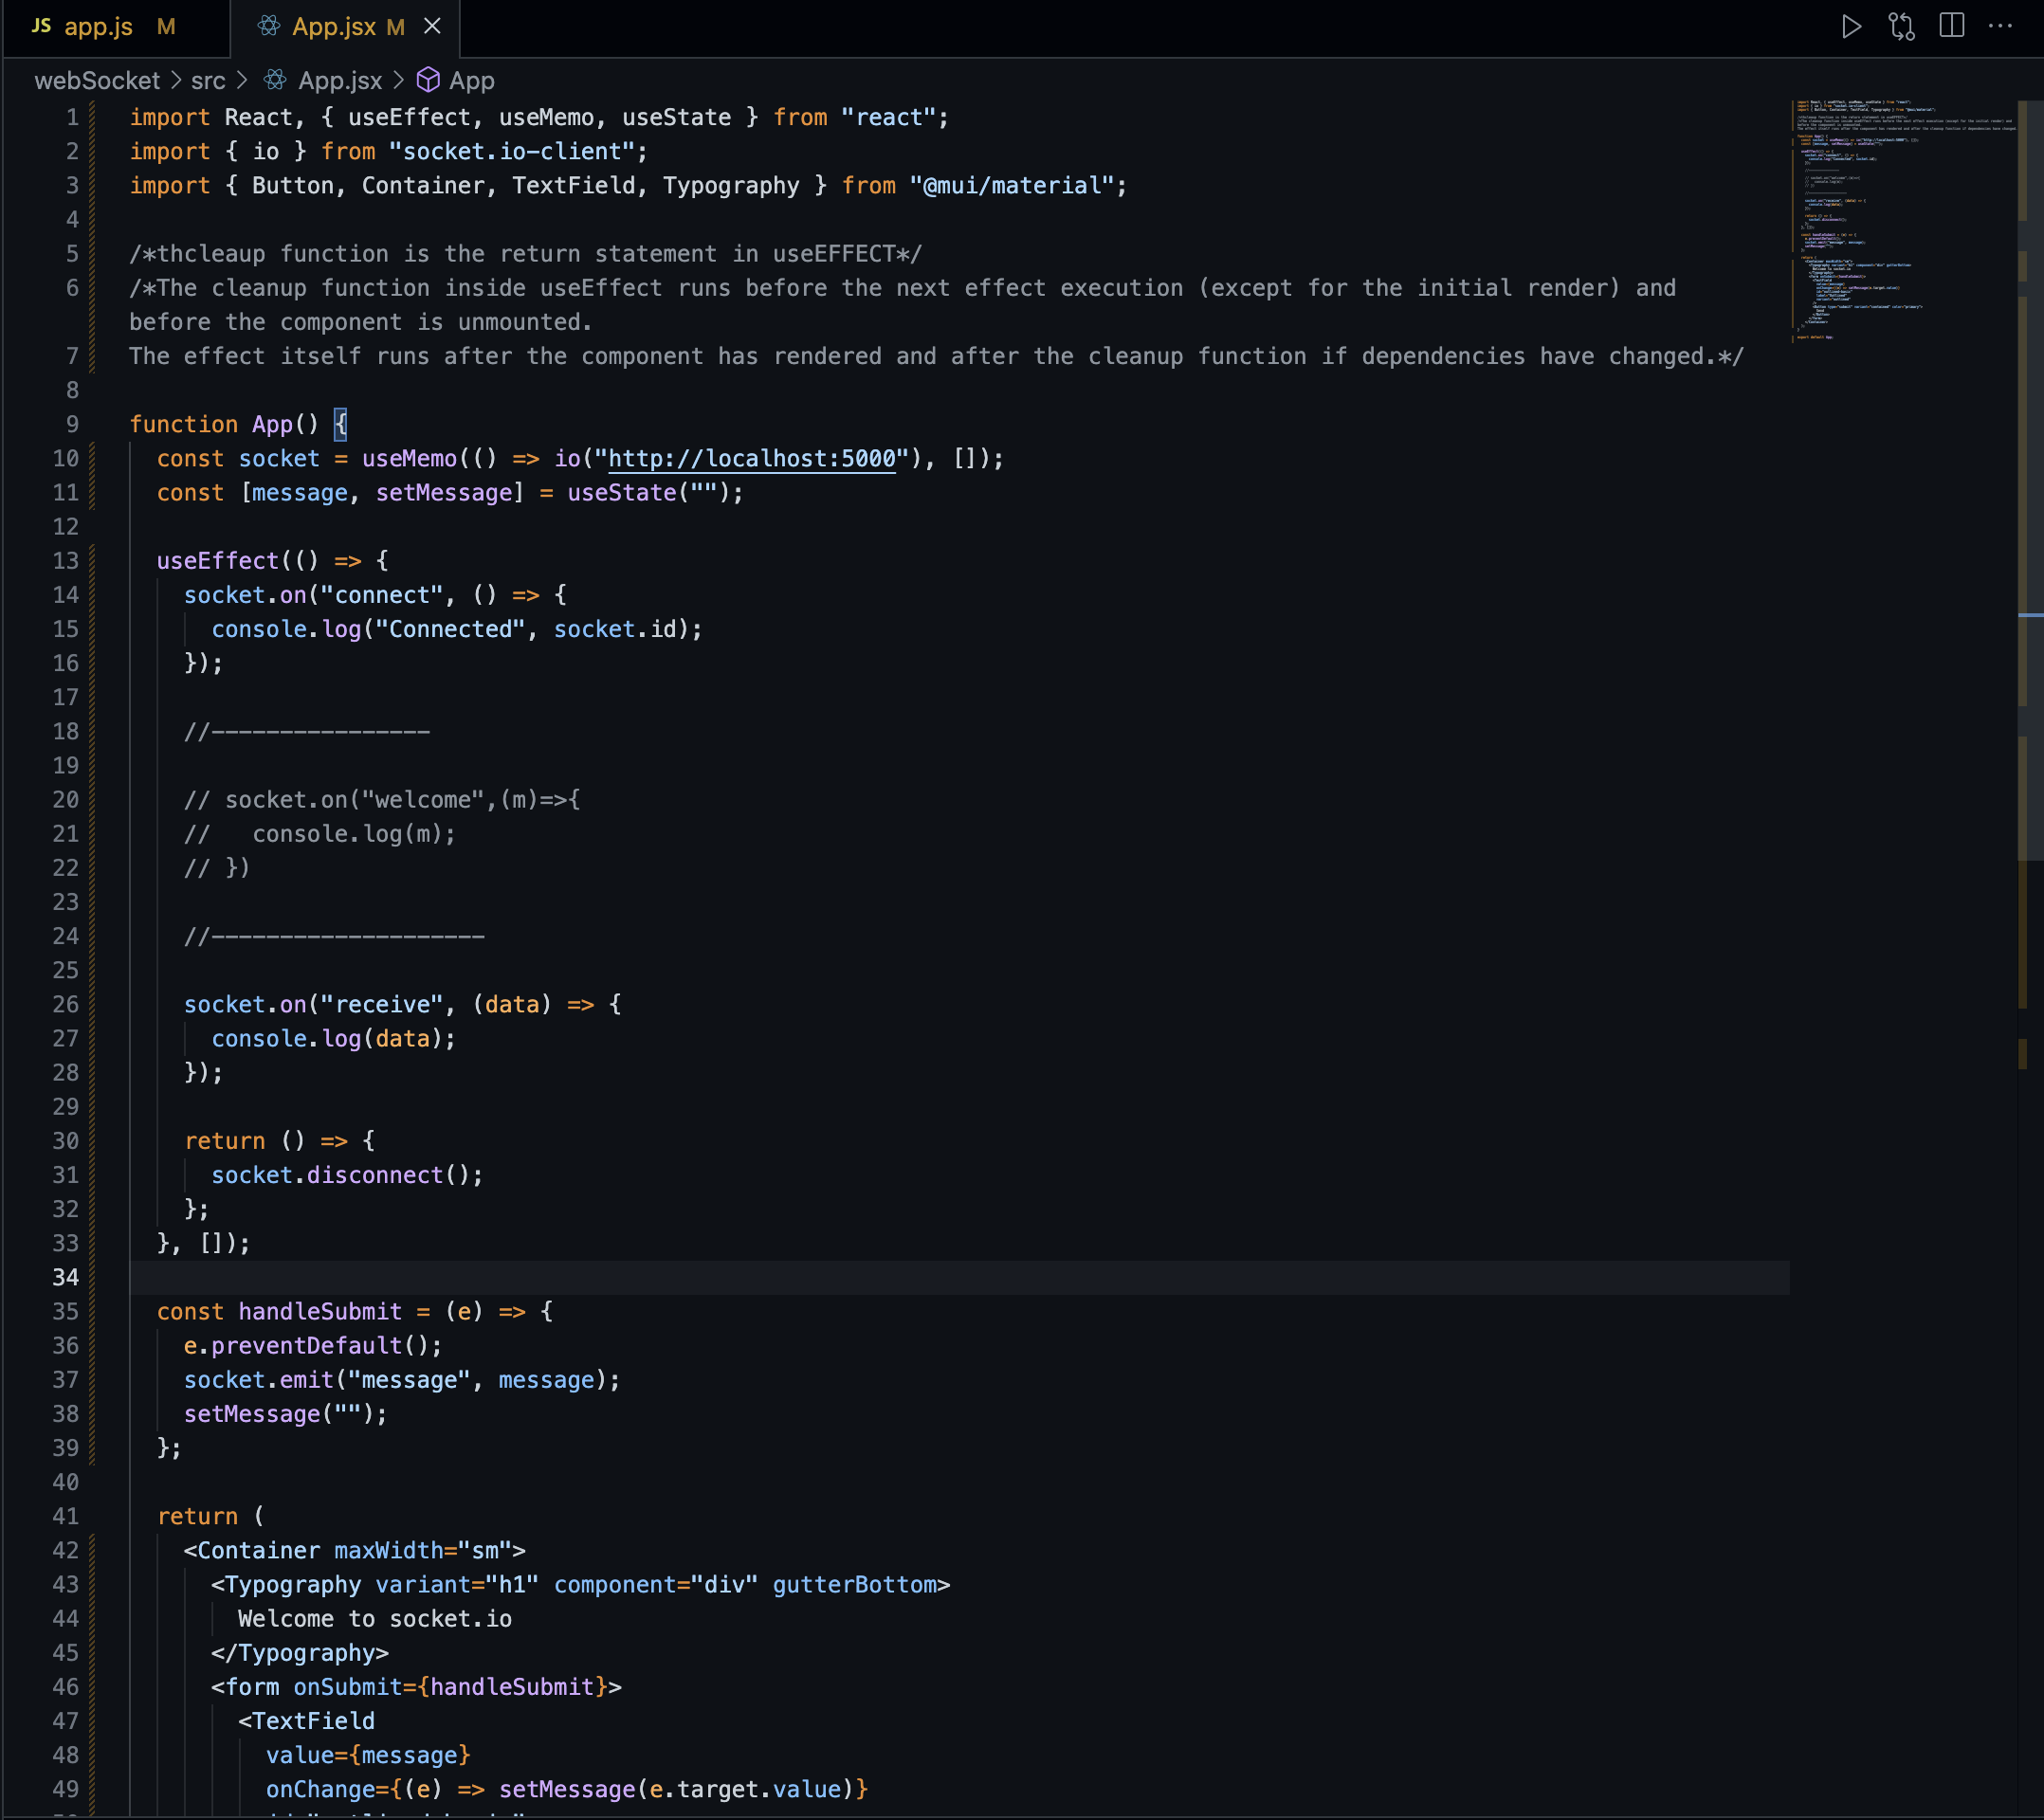 JS app.js M App.jsx M
webSocket > src > App.jsx > App
1 import React, { useEffect, useMemo, useState } from "react";
2 import { io } from "socket.io-client";
3 import { Button, Container, TextField, Typography } from "@mui/material";
4
5 /*thcleaup function is the return statement in useEFFECT*/
6 /*The cleanup function inside useEffect runs before the next effect execution (except for the initial render) and
before the component is unmounted.
7 The effect itself runs after the component has rendered and after the cleanup function if dependencies have changed.*/
8
9 function App() {
10   const socket = useMemo(() => io("http://localhost:5000"), []);
11   const [message, setMessage] = useState("");
12
13   useEffect(() => {
14     socket.on("connect", () => {
15       console.log("Connected", socket.id);
16     });
17
18     //----------------
19
20     // socket.on("welcome",(m)=>{
21     //   console.log(m);
22     // })
23
24     //--------------------
25
26     socket.on("receive", (data) => {
27       console.log(data);
28     });
29
30     return () => {
31       socket.disconnect();
32     };
33   }, []);
34
35   const handleSubmit = (e) => {
36     e.preventDefault();
37     socket.emit("message", message);
38     setMessage("");
39   };
40
41   return (
42     <Container maxWidth="sm">
43       <Typography variant="h1" component="div" gutterBottom>
44         Welcome to socket.io
45       </Typography>
46       <form onSubmit={handleSubmit}>
47         <TextField
48           value={message}
49           onChange={(e) => setMessage(e.target.value)}